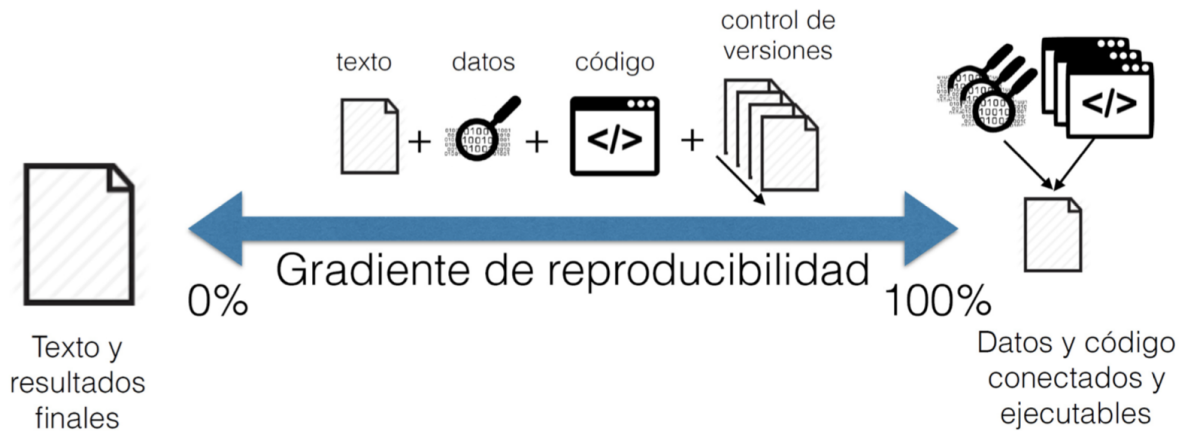 texto
datos
código
control de
versiones
+
+
+
</>
</>
Gradiente de reproducibilidad
0%
100%
Texto y
resultados
finales
Datos y código
conectados y
ejecutables